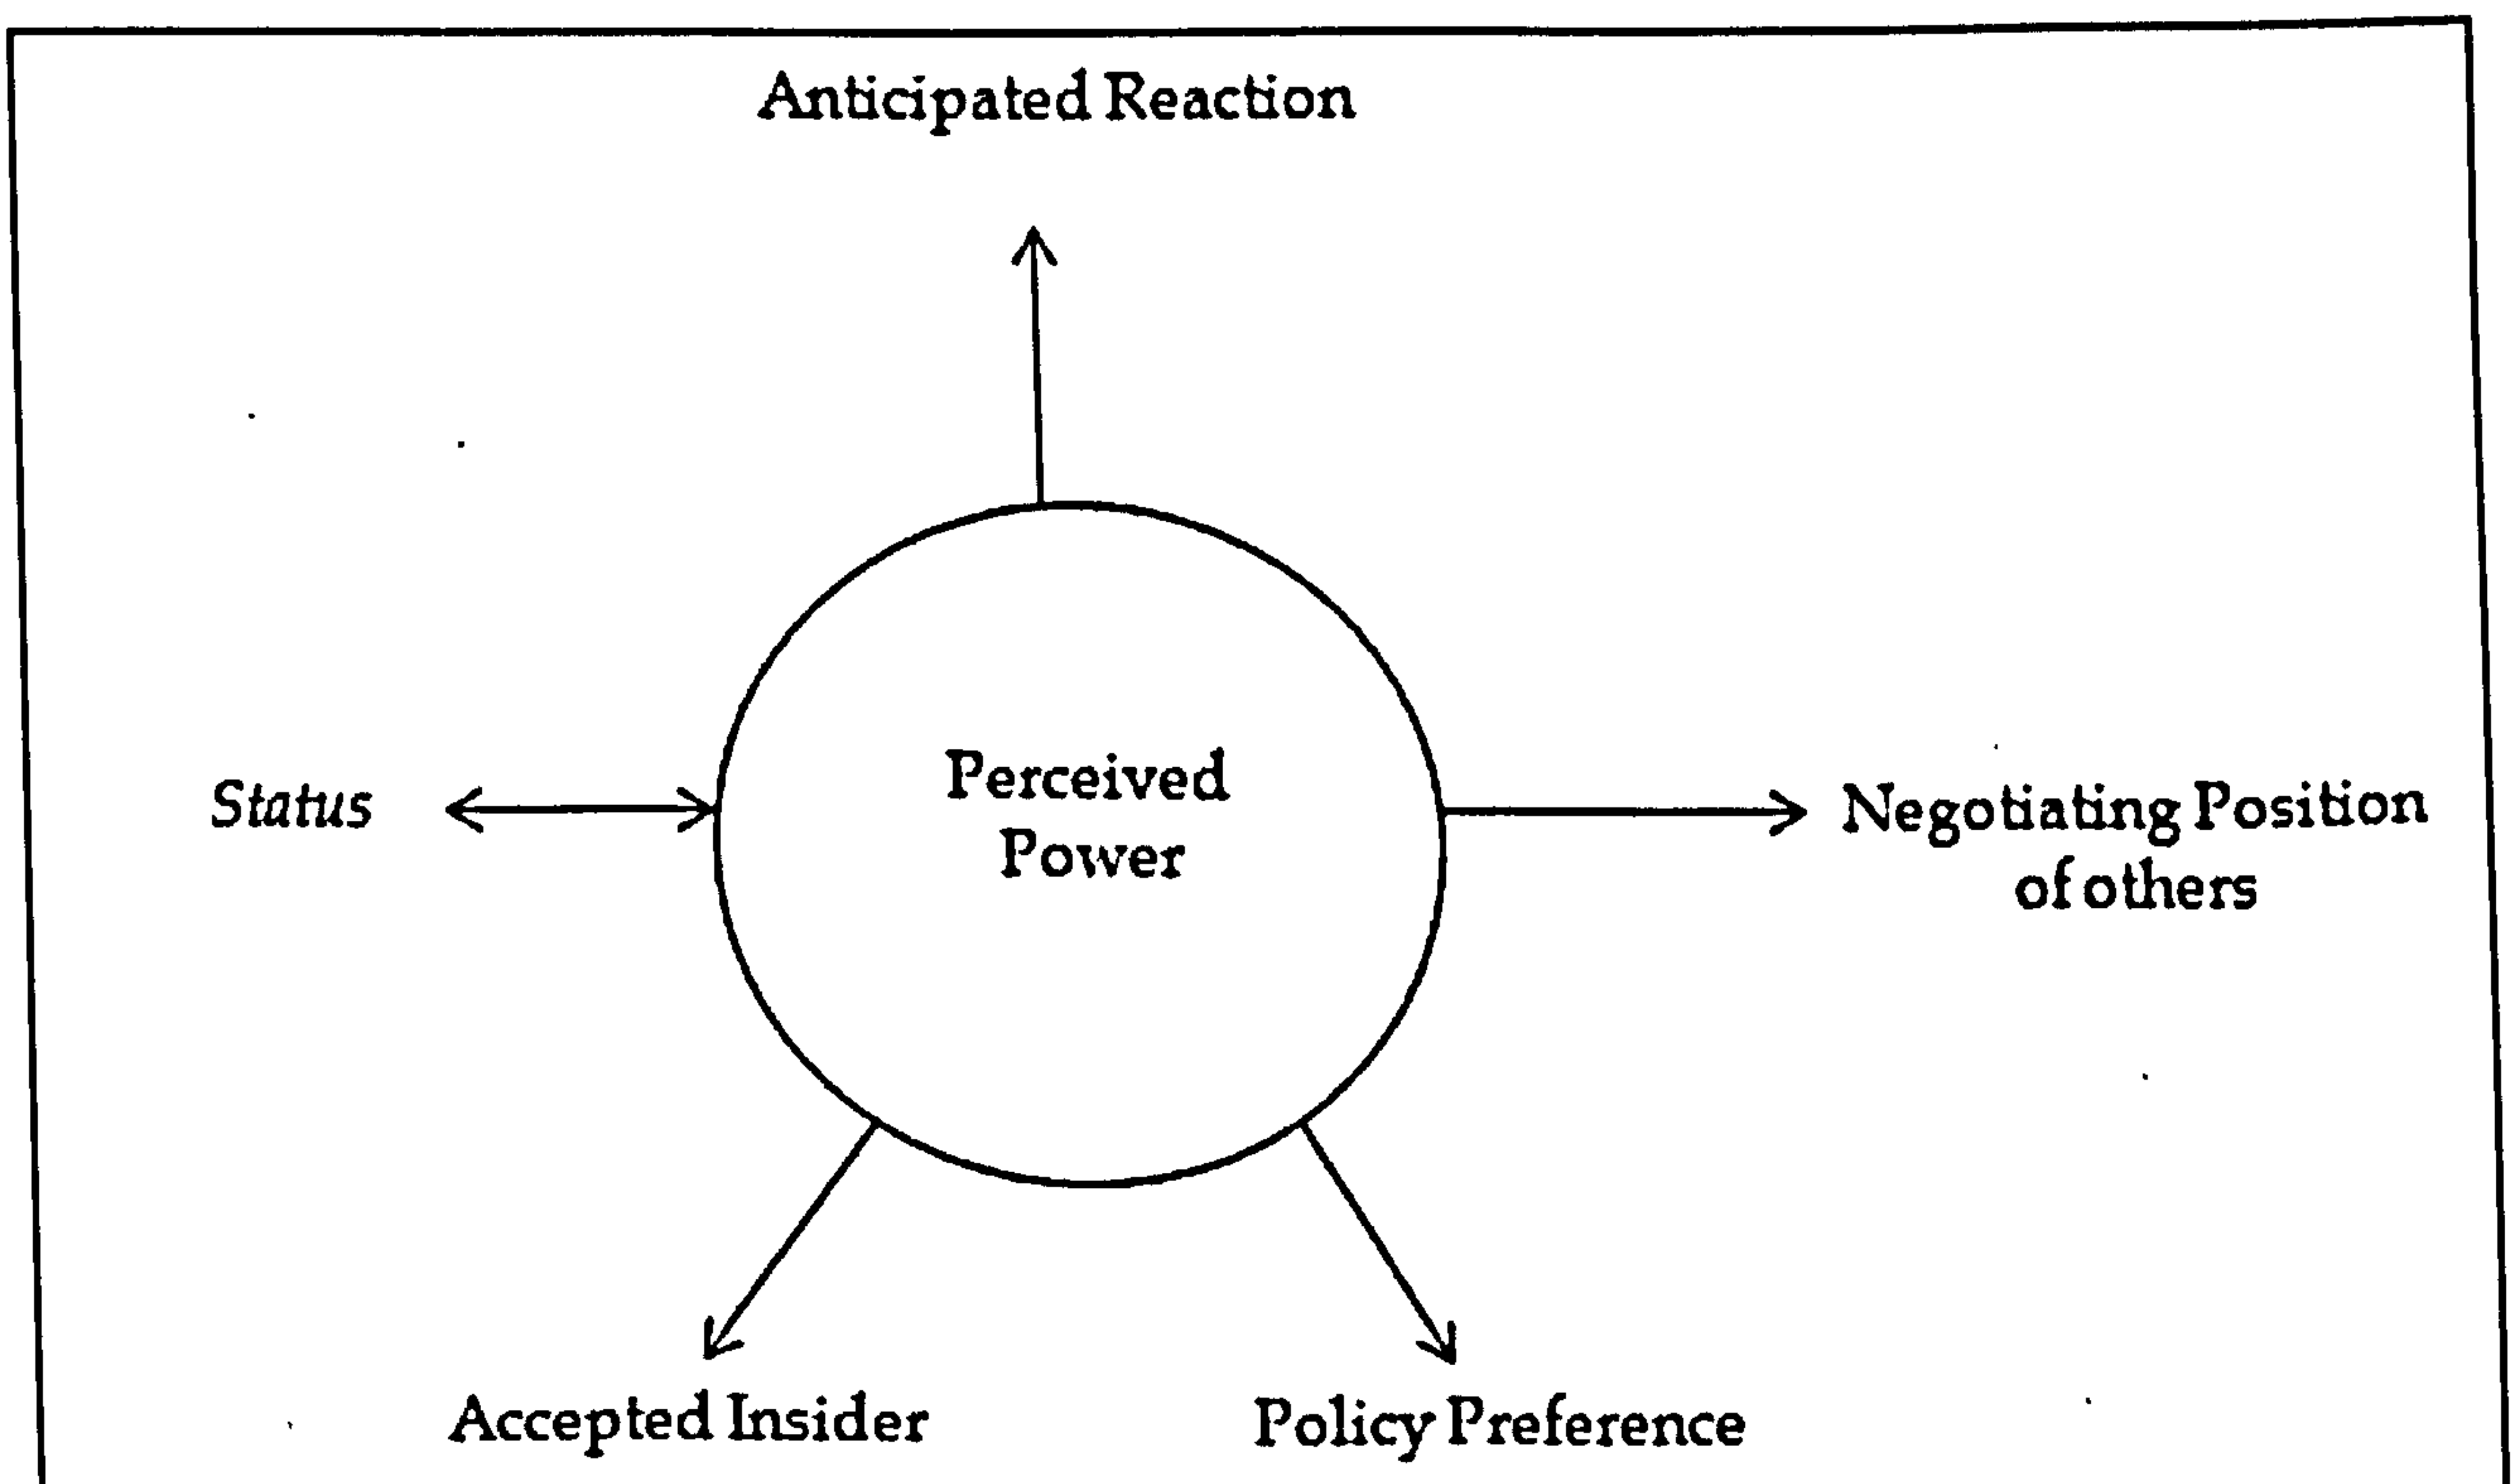 Anticipated Reaction
Perceived
Power
Status
Negotiating Position
of others
Accepted Insider
Policy Preference